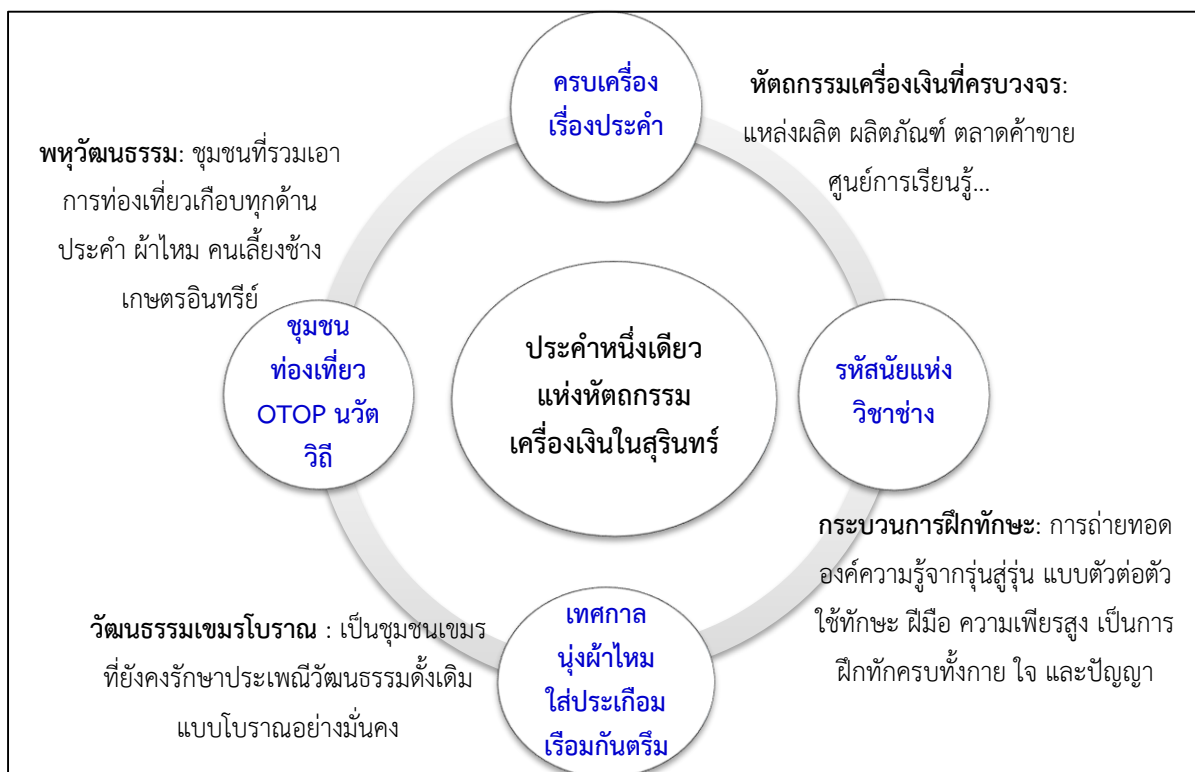 ครบเครื่อง
เรื่องประคำ
หัตถกรรมเครื่องเงินที่ครบวงจร:
แหล่งผลิต ผลิตภัณฑ์ ตลาดค้าขาย
ศูนย์การเรียนรู้...
พหุวัฒนธรรม: ชุมชนที่รวมเอา
การท่องเที่ยวเกือบทุกด้าน
ประคำ ผ้าไหม คนเลี้ยงช้าง
เกษตรอินทรีย์
ชุมชน
ท่องเที่ยว
OTOP นวัต
วิถี
ประคำหนึ่งเดียว
แห่งหัตถกรรม
เครื่องเงินในสุรินทร์
รหัสนัยแห่ง
วิชาช่าง
กระบวนการฝึกทักษะ: การถ่ายทอด
องค์ความรู้จากรุ่นสู่รุ่น แบบตัวต่อตัว
ใช้ทักษะ ฝีมือ ความเพียรสูง เป็นการ
ฝึกทักครบทั้งกาย ใจ และปัญญา
วัฒนธรรมเขมรโบราณ : เป็นชุมชนเขมร
ที่ยังคงรักษาประเพณีวัฒนธรรมดั้งเดิม
แบบโบราณอย่างมั่นคง
เทศกาล
นุ่งผ้าไหม
ใส่ประเกือม
เรือมกันตรึม